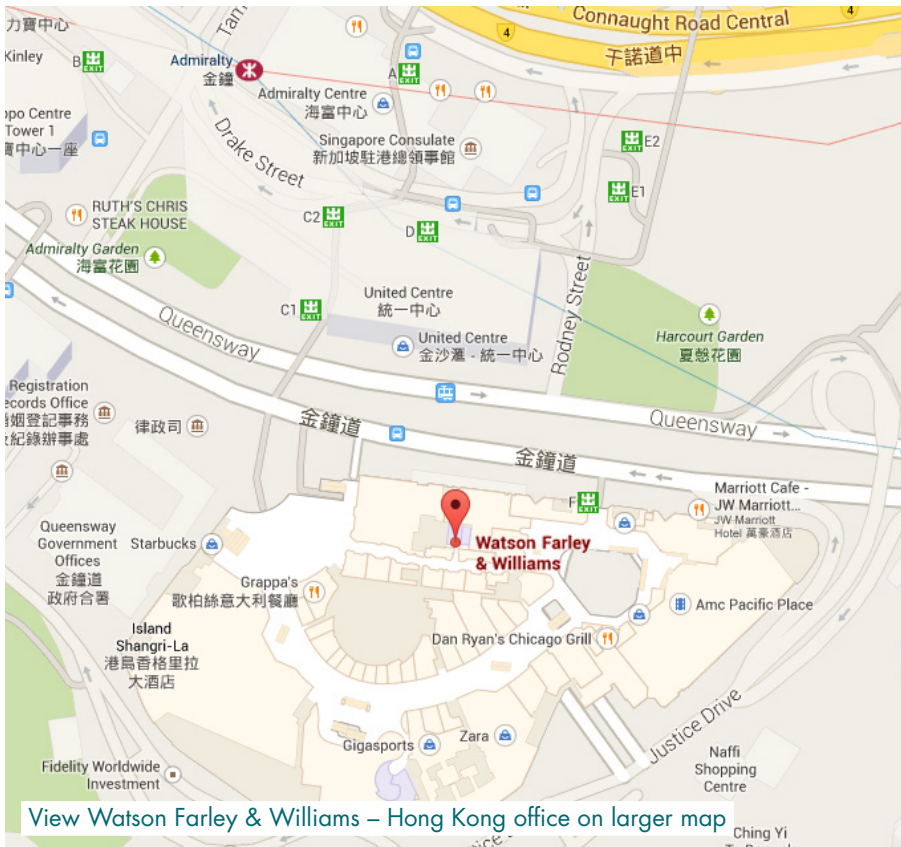 力寶中心
Kinley
B
EXIT
Tam
Admiralty
金鐘
A
EXIT
Connaught Road Central
干諾道中
4
4
Admiralty Centre
海富中心
Singapore Consulate
新加坡駐港總領事館
Drake Street
ppo Centre
Tower 1
寶中心一座
E2
EXIT
E1
EXIT
RUTH'S CHRIS
STEAK HOUSE
C2
EXIT
D
EXIT
Admiralty Garden
海富花園
C1
EXIT
United Centre
統一中心
United Centre
金沙滙 - 統一中心
Rodney Street
Harcourt Garden
夏慤花園
Queensway
Queensway
金鐘道
金鐘道
Registration
ecords Office
婚姻登記事務
及紀錄辦事處
律政司
F
EXIT
Marriott Cafe -
JW Marriott...
JW Marriott
Hotel 萬豪酒店
Queensway
Government
Offices
金鐘道
政府合署
Starbucks
Watson Farley
& Williams
Grappa's
歌柏絲意大利餐廳
Amc Pacific Place
Island
Shangri-La
港島香格里拉
大酒店
Dan Ryan's Chicago Grill
Gigasports
Zara
Justice Drive
Naffi
Shopping
Centre
Fidelity Worldwide
Investment
View Watson Farley & Williams – Hong Kong office on larger map
Ching Yi